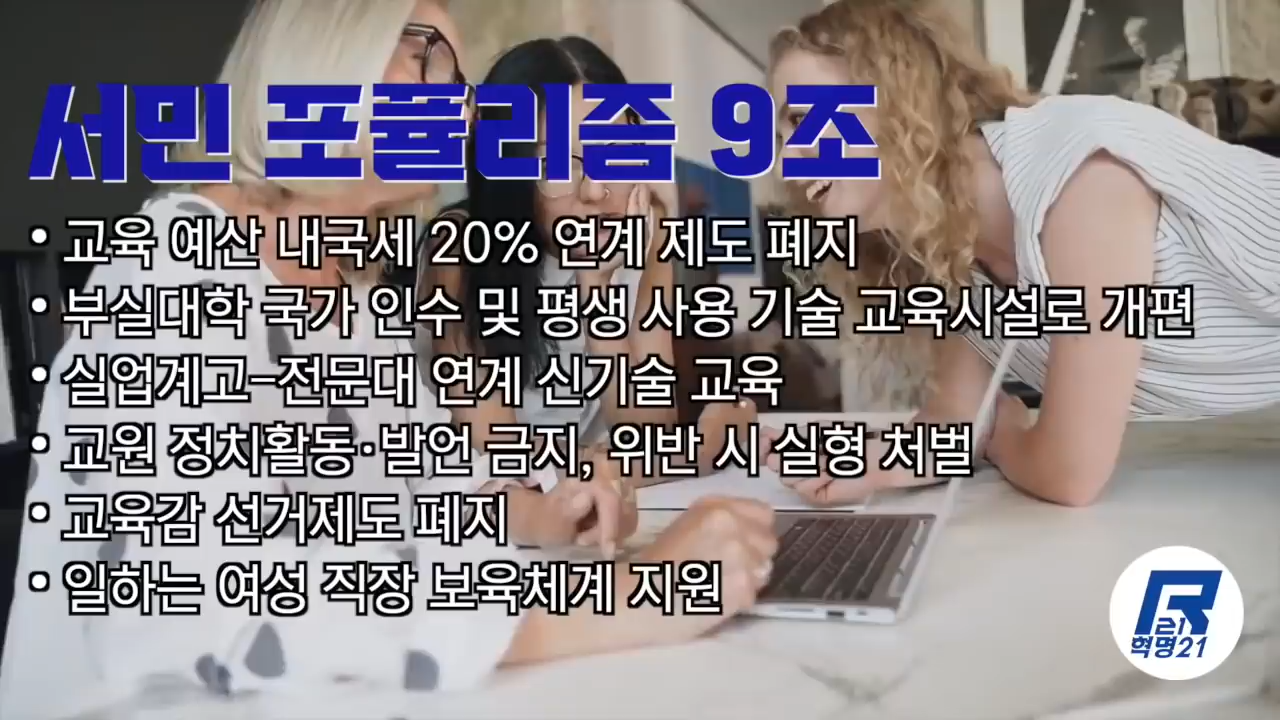 서민 포퓰리즘 9조
• 교육 예산 내국세 20% 연계 제도 폐지
• 부실대학 국가 인수 및 평생 사용 기술 교육시설로 개편
• 실업계고-전문대 연계 신기술 교육
• 교원 정치활동·발언 금지, 위반 시 실형 처벌
• 교육감 선거제도 폐지
• 일하는 여성 직장 보육체계 지원
R
21
혁명21